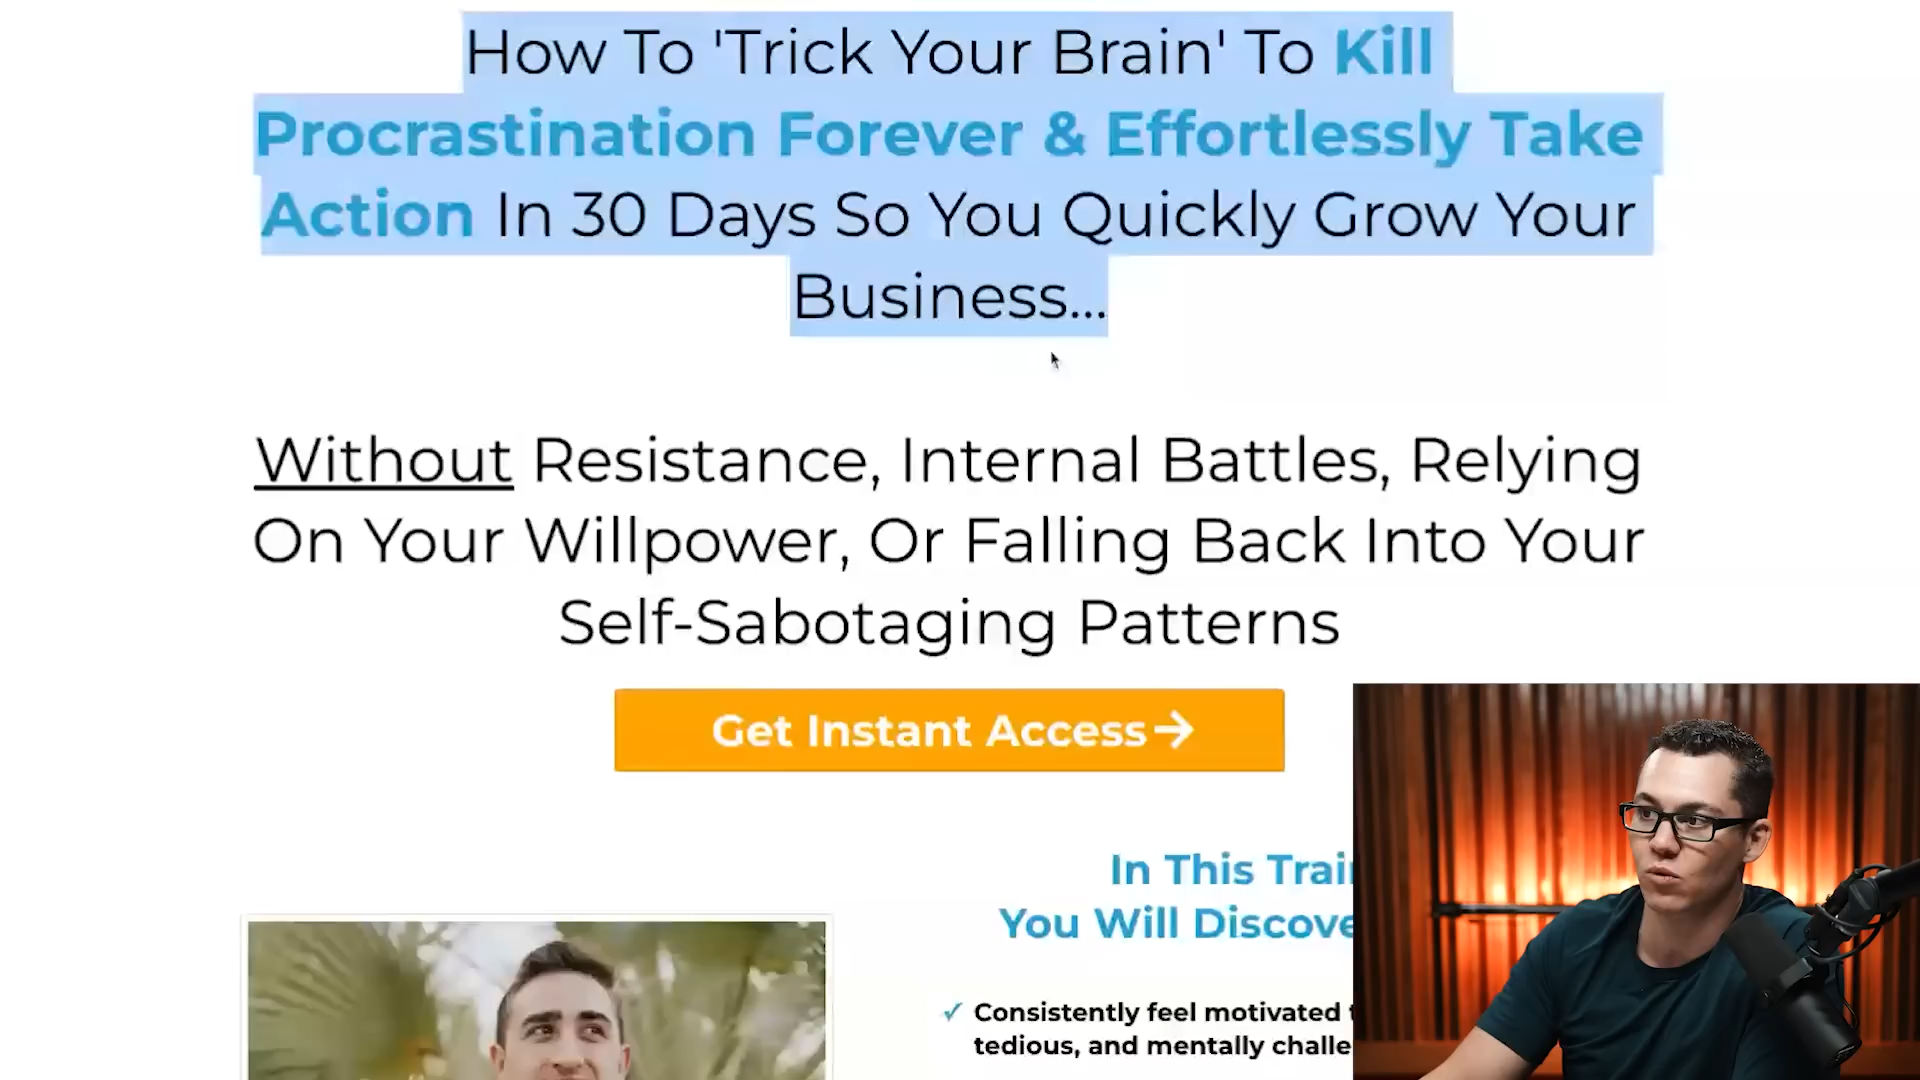 How To 'Trick Your Brain' To Kill
Procrastination Forever & Effortlessly Take
Action In 30 Days So You Quickly Grow Your
Business...
Without Resistance, Internal Battles, Relying
On Your Willpower, Or Falling Back Into Your
Self-Sabotaging Patterns
Get Instant Access
In This
You Will
Consistently feel motivated
tedious, and mentally